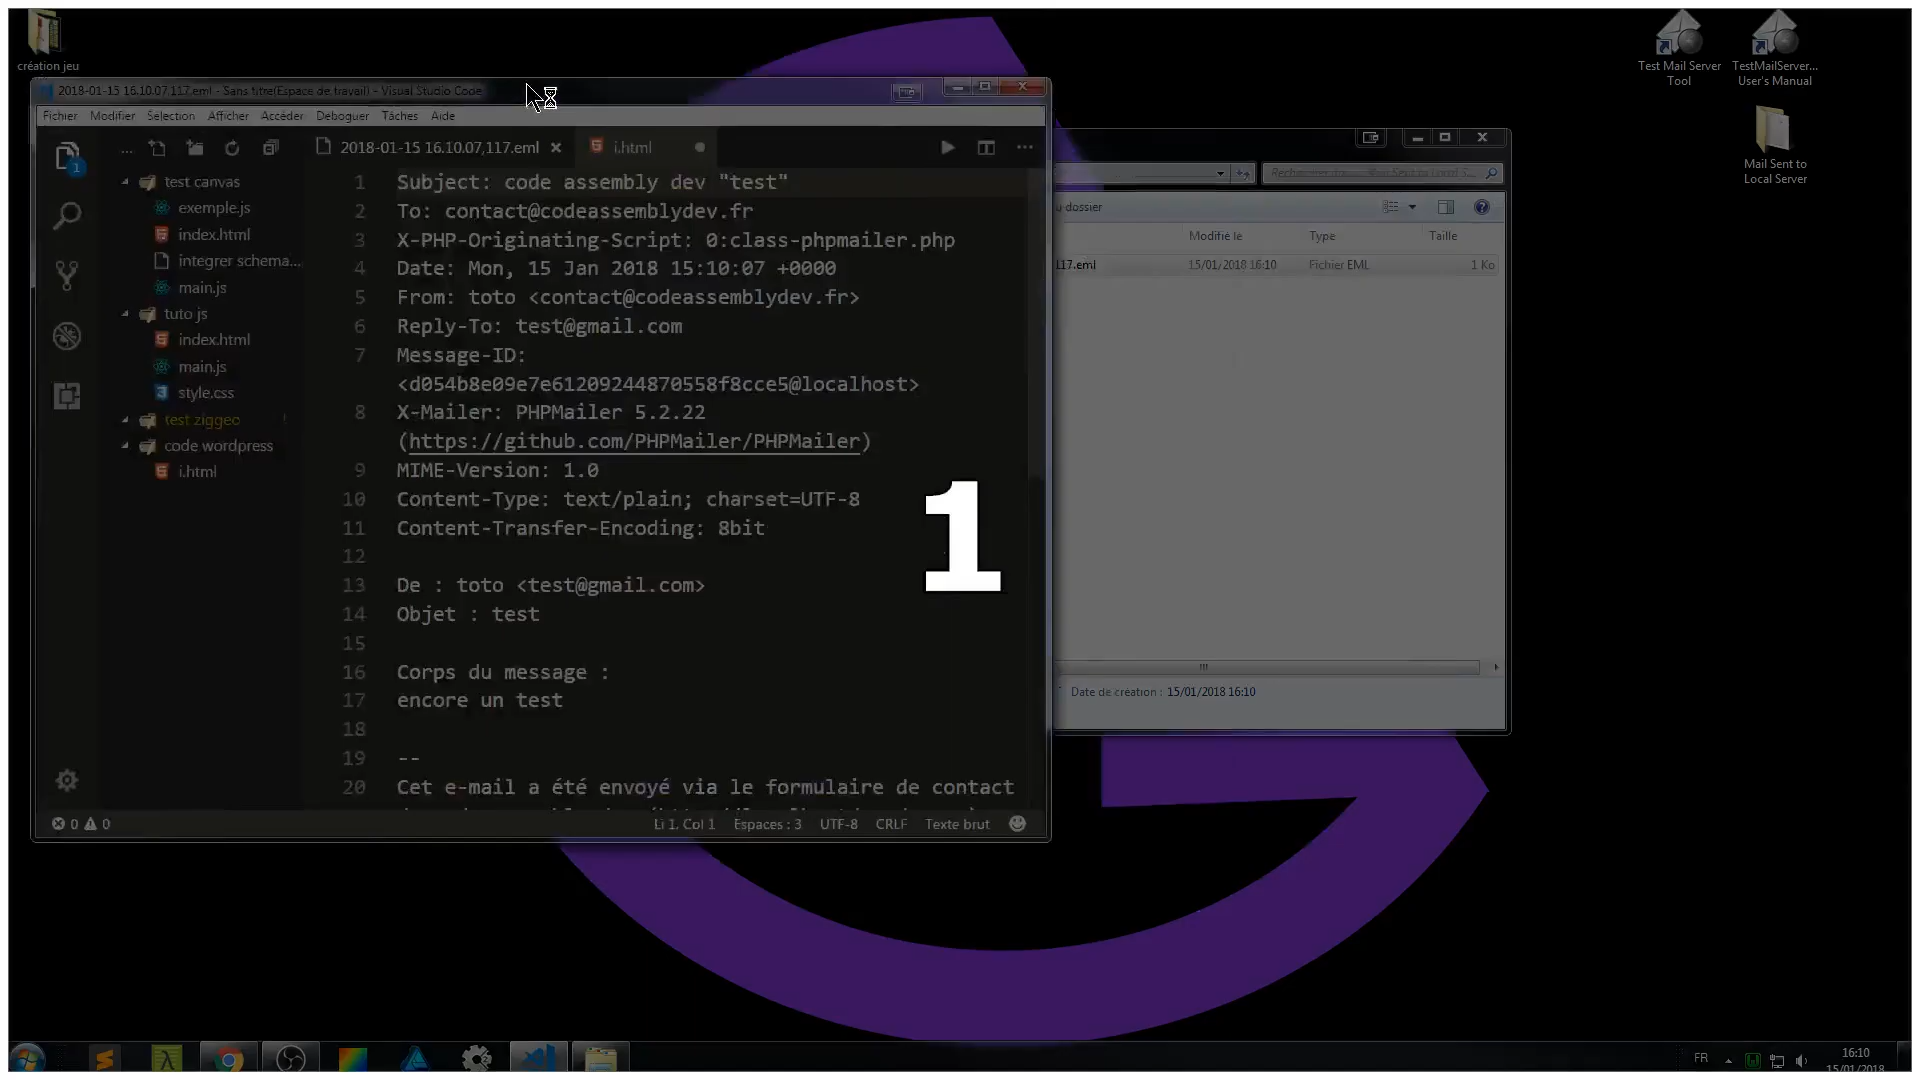 création jeu
Test Mail Server
Tool
TestMailServer...
User's Manual
Mail Sent to
Local Server
2018-01-15 16.10.07,117.eml - Sans titre(Espace de travail) - Visual Studio Code
Fichier Modifier Sélection Afficher Accéder Déboguer Tâches Aide
1
... 2018-01-15 16.10.07,117.eml i.html
test canvas
exemple.js
index.html
integrer schema...
main.js
tuto js
index.html
main.js
style.css
test ziggeo
code wordpress
i.html
1 Subject: code assembly dev "test"
2 To: contact@codeassemblydev.fr
3 X-PHP-Originating-Script: 0:class-phpmailer.php
4 Date: Mon, 15 Jan 2018 15:10:07 +0000
5 From: toto <contact@codeassemblydev.fr>
6 Reply-To: test@gmail.com
7 Message-ID:
<d054b8e09e7e61209244870558f8cce5@localhost>
8 X-Mailer: PHPMailer 5.2.22
(https://github.com/PHPMailer/PHPMailer)
9 MIME-Version: 1.0
10 Content-Type: text/plain; charset=UTF-8
11 Content-Transfer-Encoding: 8bit
12
13 De : toto <test@gmail.com>
14 Objet : test
15
16 Corps du message :
17 encore un test
18
19 --
20 Cet e-mail a été envoyé via le formulaire de contact
0 0 Li 1, Col 1 Espaces : 3 UTF-8 CRLF Texte brut
1
Mail Sent to Local S...
dossier
Modifié le Type Taille
117.eml 15/01/2018 16:10 Fichier EML 1 Ko
Date de création : 15/01/2018 16:10
FR
16:10
15/01/2018